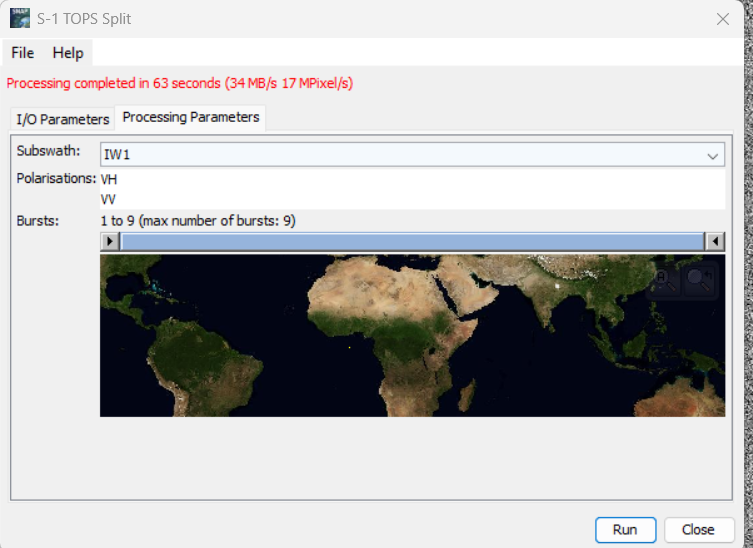 S-1 TOPS Split
File Help
Processing completed in 63 seconds (34 MB/s 17 MPixel/s)
I/O Parameters Processing Parameters
Subswath: IW1
Polarisations: VH
VV
Bursts: 1 to 9 (max number of bursts: 9)
Run Close